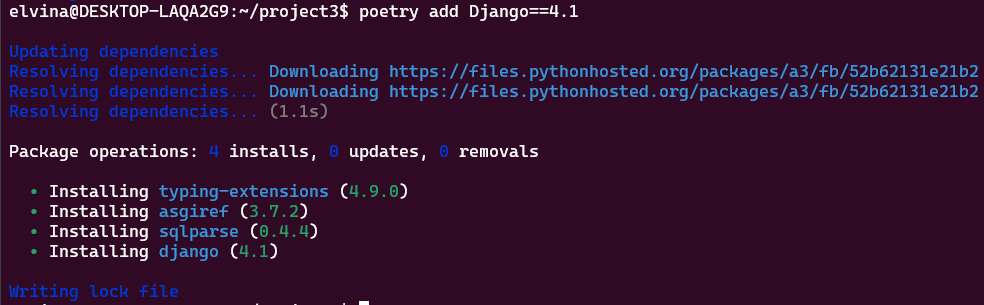 elvina@DESKTOP-LAQA2G9:~/project3$ poetry add Django==4.1
Updating dependencies
Resolving dependencies... Downloading https://files.pythonhosted.org/packages/a3/fb/52b62131e21b2
Resolving dependencies... Downloading https://files.pythonhosted.org/packages/a3/fb/52b62131e21b2
Resolving dependencies... (1.1s)
Package operations: 4 installs, 0 updates, 0 removals
• Installing typing-extensions (4.9.0)
• Installing asgiref (3.7.2)
• Installing sqlparse (0.4.4)
• Installing django (4.1)
Writing lock file